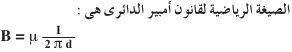 الصيغة الرياضية لقانون أمبير الدائرى هى :
B = μ I / 2 π d